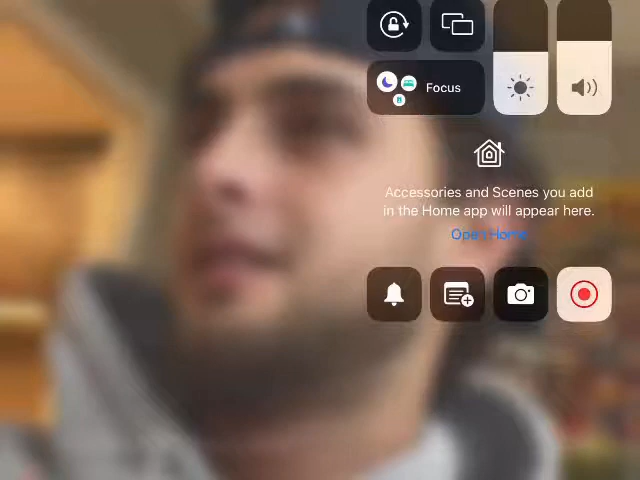 Focus
Accessories and Scenes you add
in the Home app will appear here.
Open Home